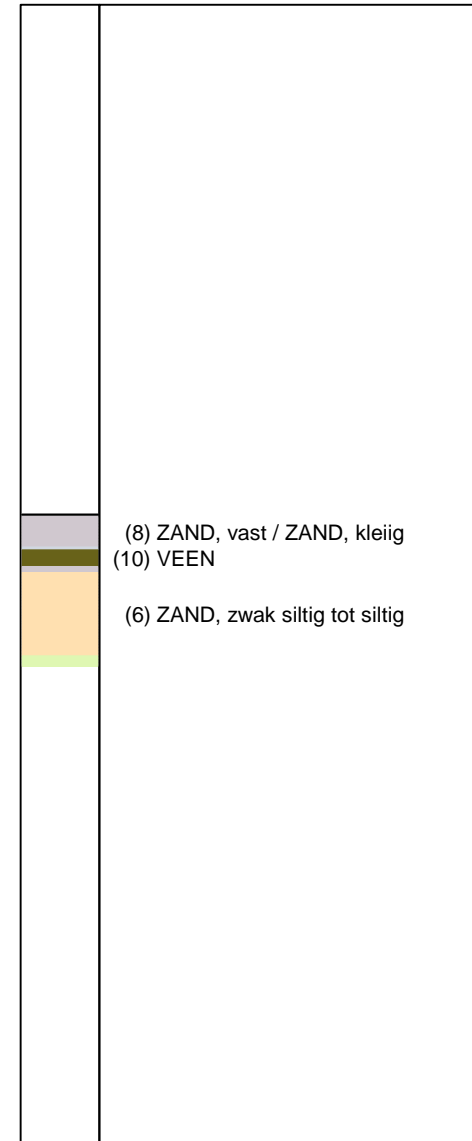 (8) ZAND, vast / ZAND, kleiig
(10) VEEN
(6) ZAND, zwak siltig tot siltig